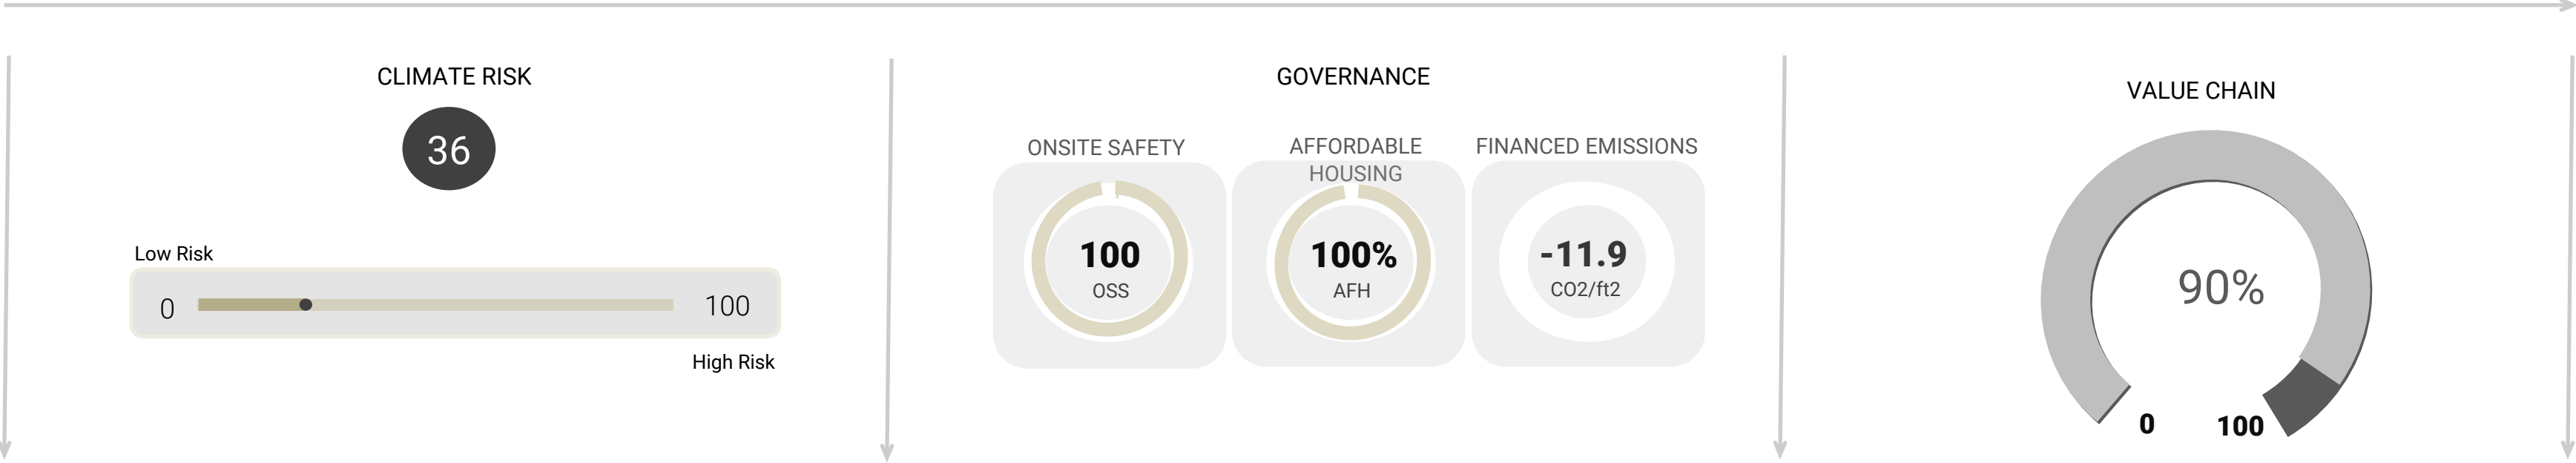 CLIMATE RISK
36
Low Risk
0
100
High Risk
GOVERNANCE
ONSITE SAFETY
100
OSS
AFFORDABLE
HOUSING
100%
AFH
FINANCED EMISSIONS
-11.9
CO2/ft2
VALUE CHAIN
90%
0
100